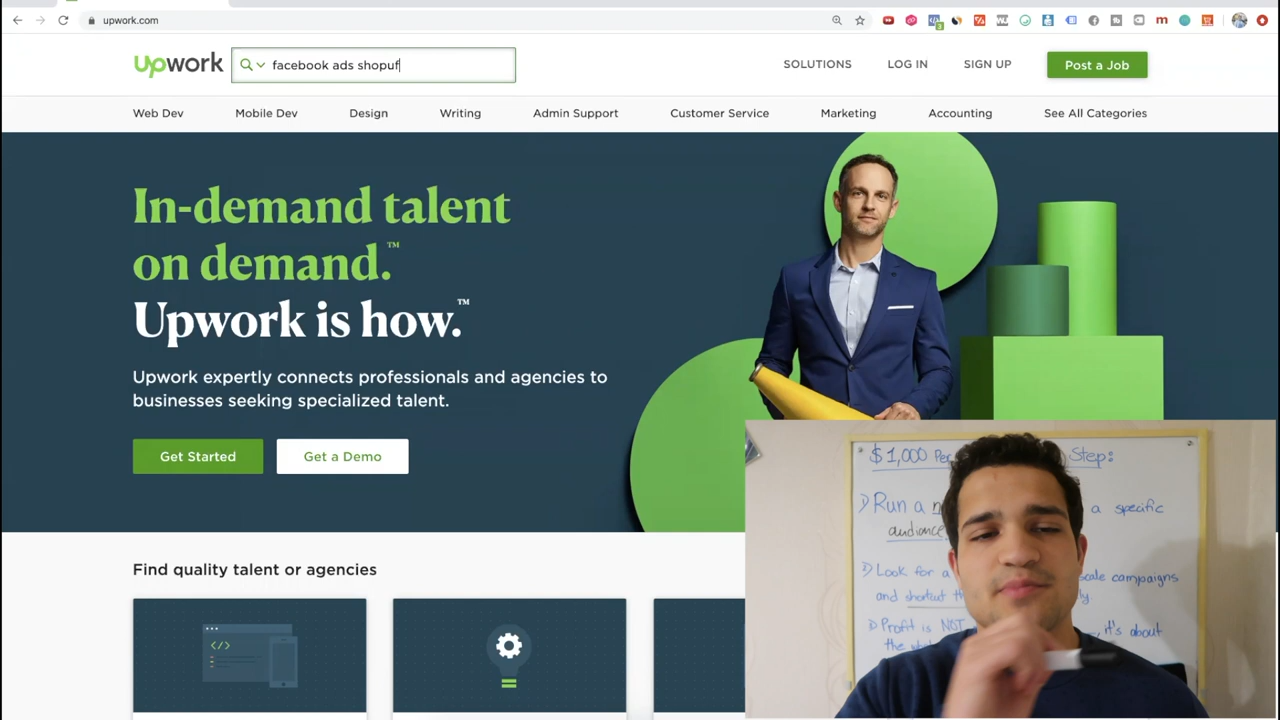 upwork.com
upwork
facebook ads shopuf
SOLUTIONS
LOG IN
SIGN UP
Post a Job
Web Dev
Mobile Dev
Design
Writing
Admin Support
Customer Service
Marketing
Accounting
See All Categories
In-demand talent
on demand.™
Upwork is how.™
Upwork expertly connects professionals and agencies to
businesses seeking specialized talent.
Get Started
Get a Demo
Find quality talent or agencies
$1,000 Per Step:
1) Run a a specific
audience
2) Look for a scale campaigns
and shortcut
3) Profit is NOT it's about
the